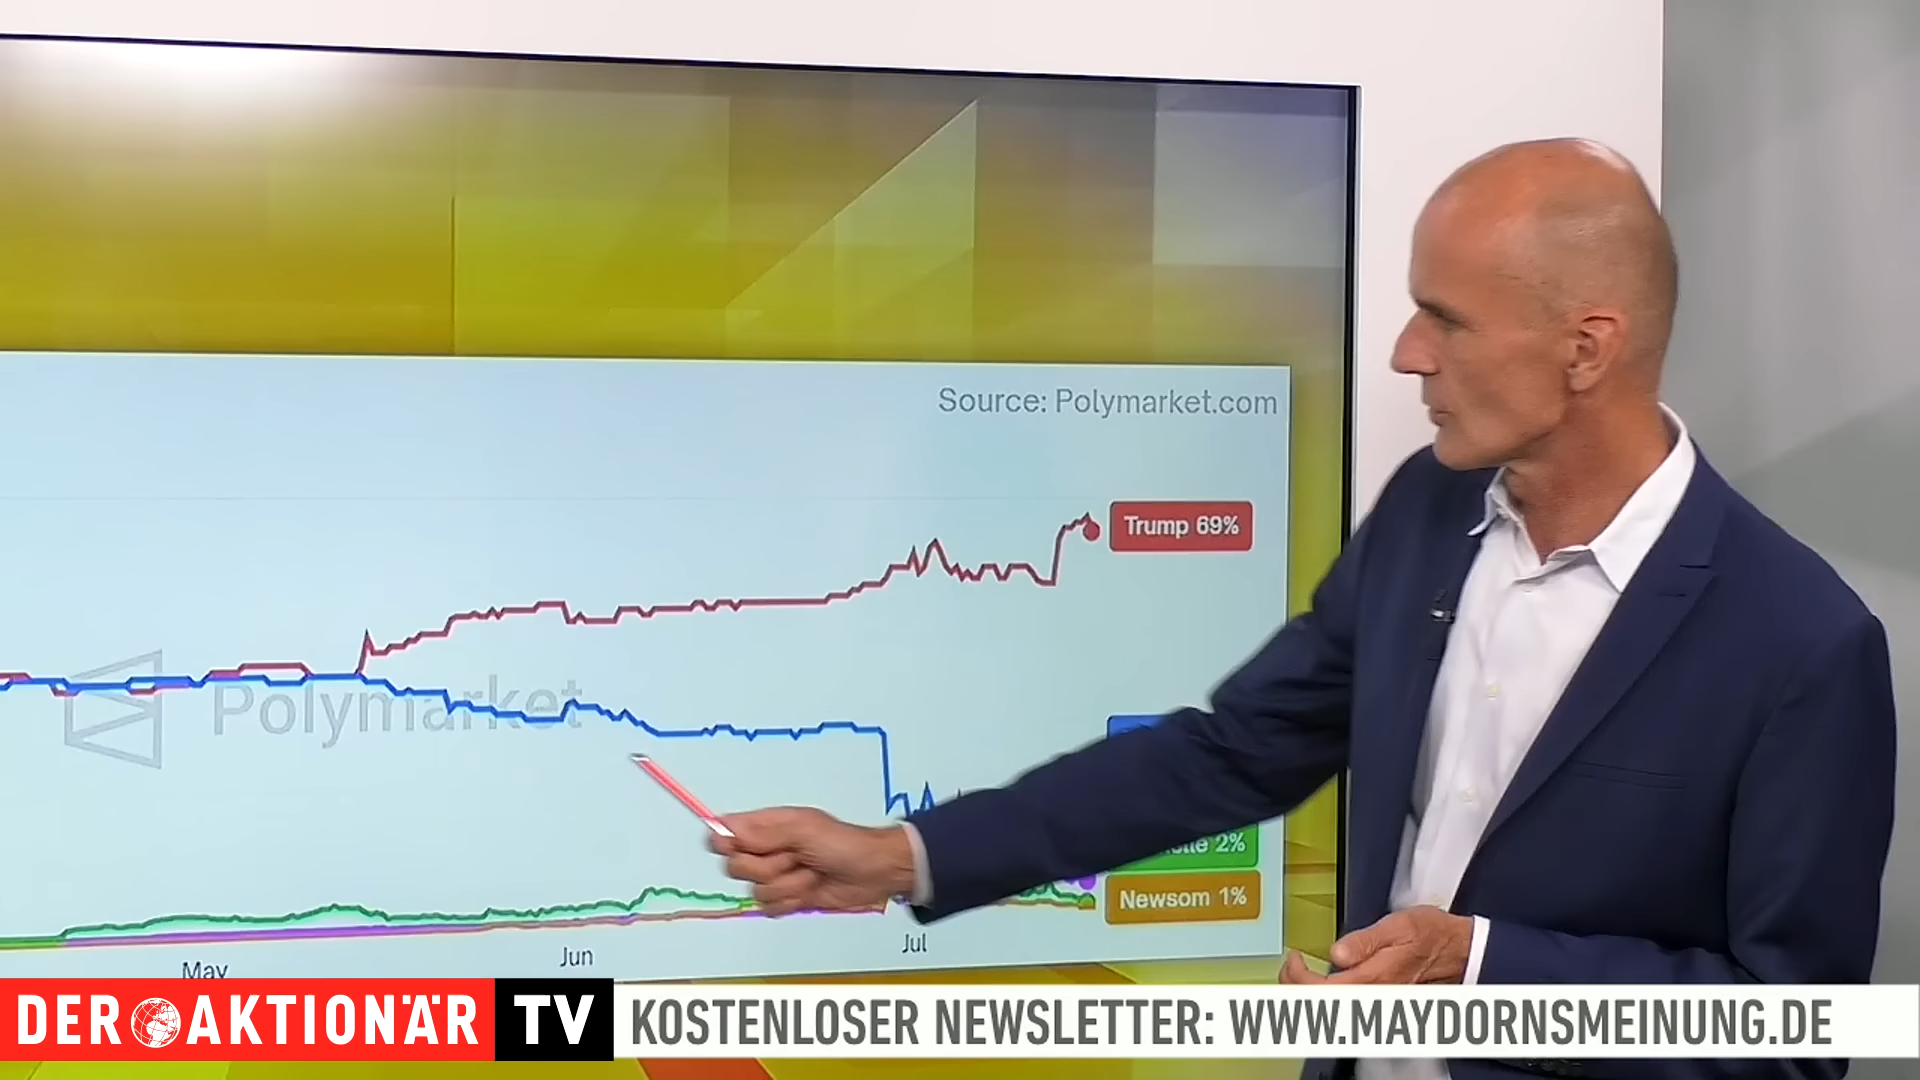 Source: Polymarket.com
Trump 69%
Polymarket
2%
Newsom 1%
May
Jun
Jul
DER AKTIONÄR TV
KOSTENLOSER NEWSLETTER: WWW.MAYDORNSMEINUNG.DE